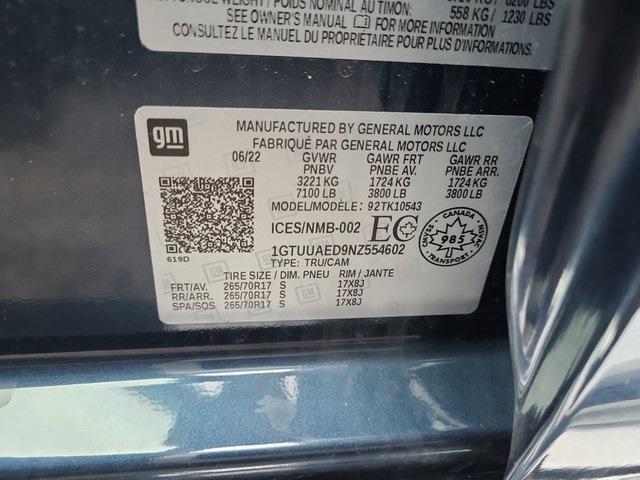 558 KG / 1230 LBS
SEE OWNER'S MANUAL FOR MORE INFORMATION
CONSULTEZ LE MANUEL DU PROPRIÉTAIRE POUR PLUS D'INFORMATIONS
gm
MANUFACTURED BY GENERAL MOTORS LLC
FABRIQUÉ PAR GENERAL MOTORS LLC
06/22 GVWR GAWR FRT GAWR RR
PNBV PNBE AV. PNBE ARR.
3221 KG 1724 KG 1724 KG
7100 LB 3800 LB 3800 LB
MODEL/MODÈLE: 92TK10543
ICES/NMB-002 EC
CANADA
985
CMVSS NSVAC
1GTUUAED9NZ554602
619D TYPE: TRU/CAM
TIRE SIZE / DIM. PNEU RIM / JANTE
FRT/AV. 265/70R17 S 17X8J
RR/ARR. 265/70R17 S 17X8J
SPA/SOS 265/70R17 S 17X8J